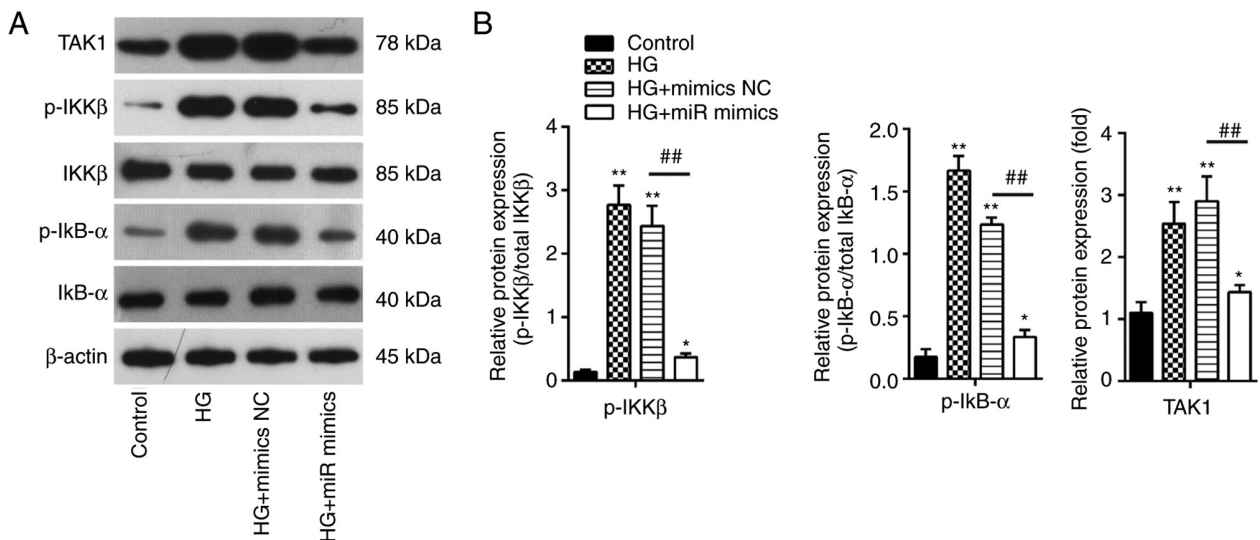 A
TAK1 78 kDa
p-IKKβ 85 kDa
IKKβ 85 kDa
p-IkB-α 40 kDa
IkB-α 40 kDa
β-actin 45 kDa
Control
HG
HG+mimics NC
HG+miR mimics
B
Control
HG
HG+mimics NC
HG+miR mimics
Relative protein expression
(p-IKKβ/total IKKβ)
4
3
2
1
0
**
**
##
*
p-IKKβ
Relative protein expression
(p-IkB-α/total IkB-α)
2.0
1.5
1.0
0.5
0.0
**
**
##
*
p-IkB-α
Relative protein expression (fold)
4
3
2
1
0
**
**
##
*
TAK1